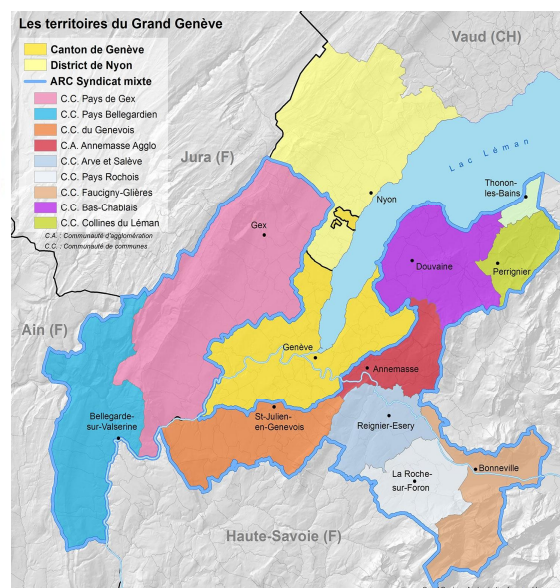 Les territoires du Grand Genève
Canton de Genève
District de Nyon
ARC Syndicat mixte
C.C. Pays de Gex
C.C. Pays Bellegardien
C.C. du Genevois
C.A. Annemasse Agglo
C.C. Arve et Salève
C.C. Pays Rochois
C.C. Faucigny-Glières
C.C. Bas-Chablais
C.C. Collines du Léman
C.A. : Communauté d'agglomération
C.C. : Communauté de communes
Vaud (CH)
Jura (F)
Lac Léman
Thonon-
les-Bains
Nyon
Gex
Douvaine
Perrignier
Ain (F)
Genève
Annemasse
Bellegarde-
sur-Valserine
St-Julien-
en-Genevois
Reignier-Esery
La Roche-
sur-Foron
Bonneville
Haute-Savoie (F)